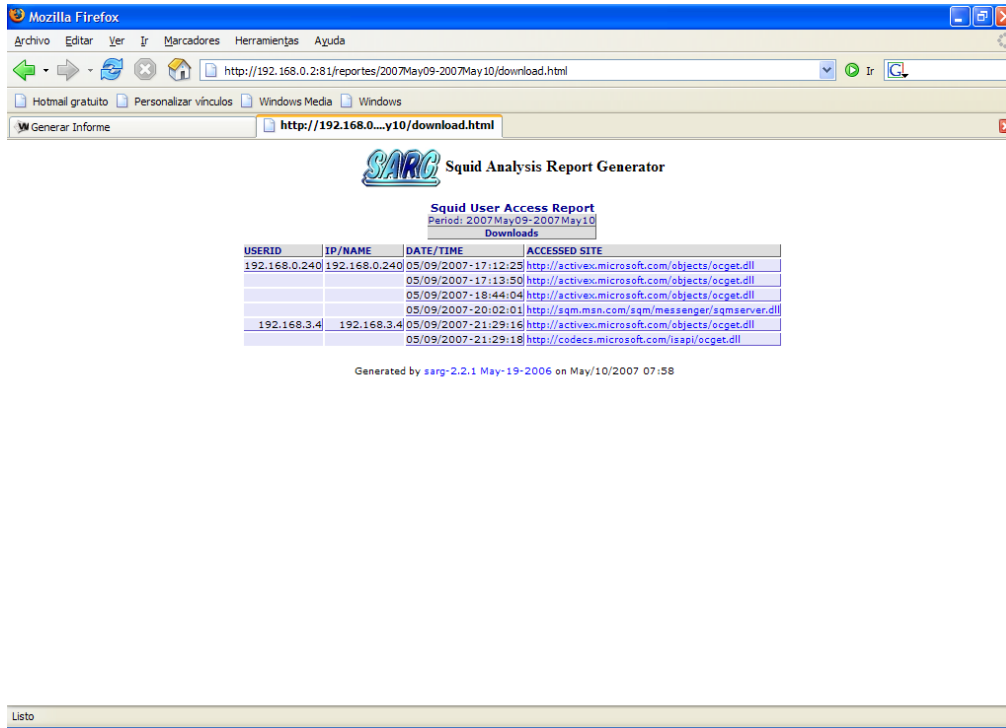 Mozilla Firefox
Archivo Editar Ver Ir Marcadores Herramientas Ayuda
http://192.168.0.2:81/reportes/2007May09-2007May10/download.html Ir G
Hotmail gratuito Personalizar vínculos Windows Media Windows
W Generar Informe http://192.168.0....y10/download.html
SARG Squid Analysis Report Generator
Squid User Access Report
Period: 2007May09-2007May10
Downloads
USERID IP/NAME DATE/TIME ACCESSED SITE
192.168.0.240 192.168.0.240 05/09/2007-17:12:25 http://activex.microsoft.com/objects/ocget.dll
05/09/2007-17:13:50 http://activex.microsoft.com/objects/ocget.dll
05/09/2007-18:44:04 http://activex.microsoft.com/objects/ocget.dll
05/09/2007-20:02:01 http://sqm.msn.com/sqm/messenger/sqmserver.dll
192.168.3.4 192.168.3.4 05/09/2007-21:29:16 http://activex.microsoft.com/objects/ocget.dll
05/09/2007-21:29:18 http://codecs.microsoft.com/isapi/ocget.dll
Generated by sarg-2.2.1 May-19-2006 on May/10/2007 07:58
Listo